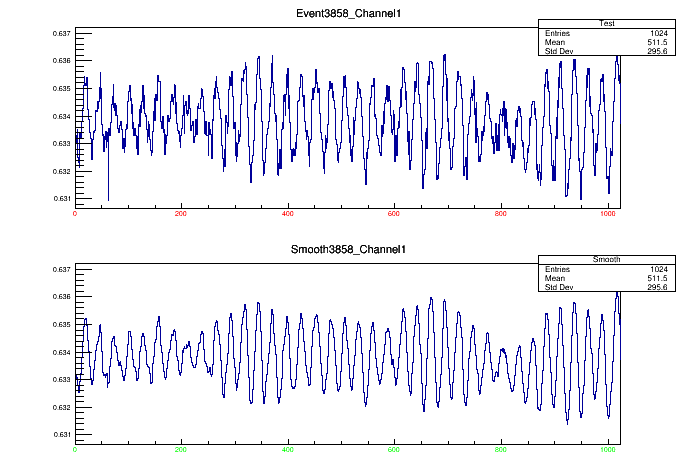 Event3858_Channel1
Test
Entries 1024
Mean 511.5
Std Dev 295.6
0.637
0.636
0.635
0.634
0.633
0.632
0.631
0 200 400 600 800 1000
Smooth3858_Channel1
Smooth
Entries 1024
Mean 511.5
Std Dev 295.6
0.637
0.636
0.635
0.634
0.633
0.632
0.631
0 200 400 600 800 1000